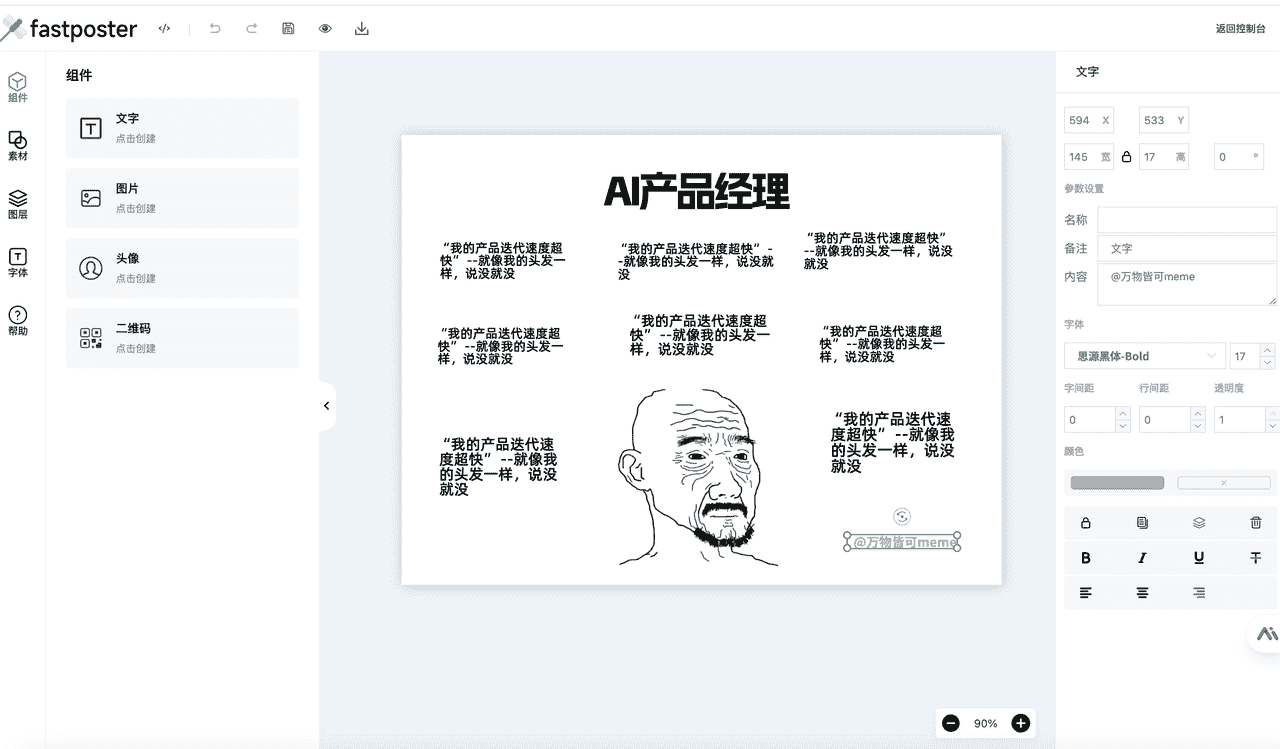 fastposter
</>
返回控制台
组件
素材
图层
字体
帮助
组件
文字
点击创建
图片
点击创建
头像
点击创建
二维码
点击创建
AI产品经理
“我的产品迭代速度超
快” --就像我的头发一
样，说没就没
“我的产品迭代速度超快” -
-就像我的头发一样，说没就
没
“我的产品迭代速度超快”
--就像我的头发一样，说没
就没
“我的产品迭代速度超
快” --就像我的头发一
样，说没就没
“我的产品迭代速度超
快” --就像我的头发一
样，说没就没
“我的产品迭代速度超
快” --就像我的头发一
样，说没就没
“我的产品迭代速
度超快” --就像我
的头发一样，说没
就没
“我的产品迭代速
度超快” --就像我
的头发一样，说没
就没
@万物皆可meme
90%
文字
594 X 533 Y
145 宽 17 高 0 °
参数设置
名称
备注 文字
内容 @万物皆可meme
字体
思源黑体-Bold 17
字间距 行间距 透明度
0 0 1
颜色
B I U T